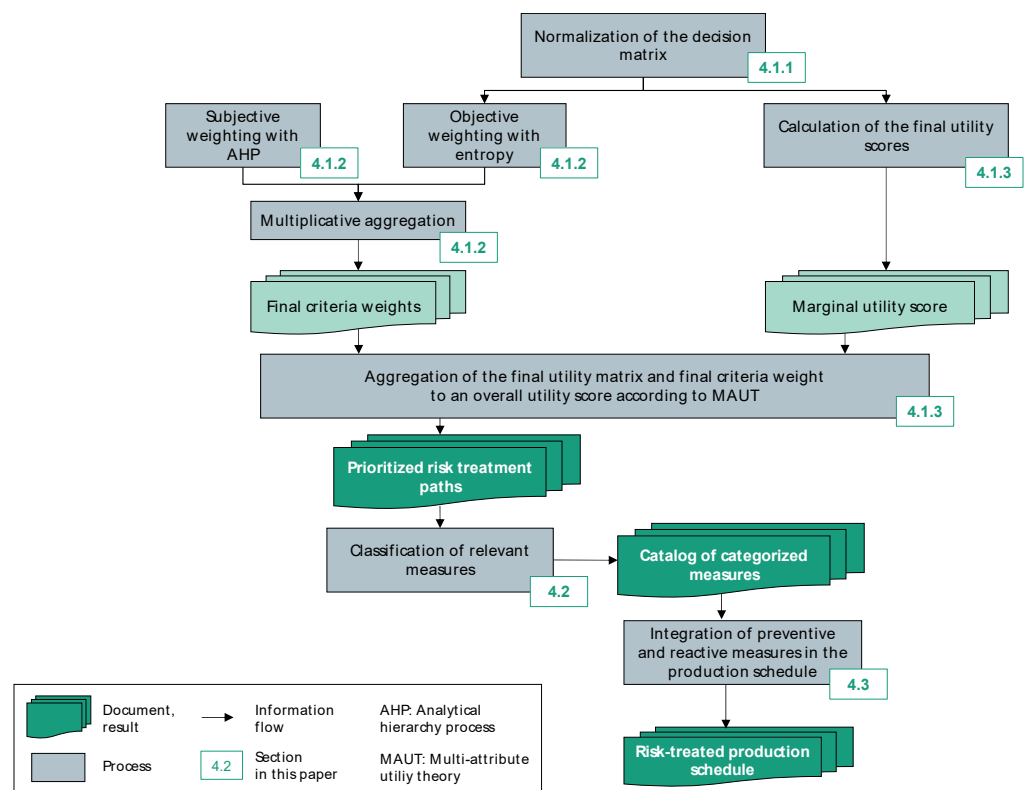 Normalization of the decision
matrix
4.1.1
Subjective
weighting with
AHP
4.1.2
Objective
weighting with
entropy
4.1.2
Calculation of the final utility
scores
4.1.3
Multiplicative aggregation
4.1.2
Final criteria weights
Marginal utility score
Aggregation of the final utility matrix and final criteria weight
to an overall utility score according to MAUT
4.1.3
Prioritized risk treatment
paths
Classification of relevant
measures
4.2
Catalog of categorized
measures
Integration of preventive
and reactive measures in the
production schedule
4.3
Risk-treated production
schedule
Document,
result
Information
flow
AHP: Analytical
hierarchy process
Process
4.2
Section
in this paper
MAUT: Multi-attribute
utiliy theory